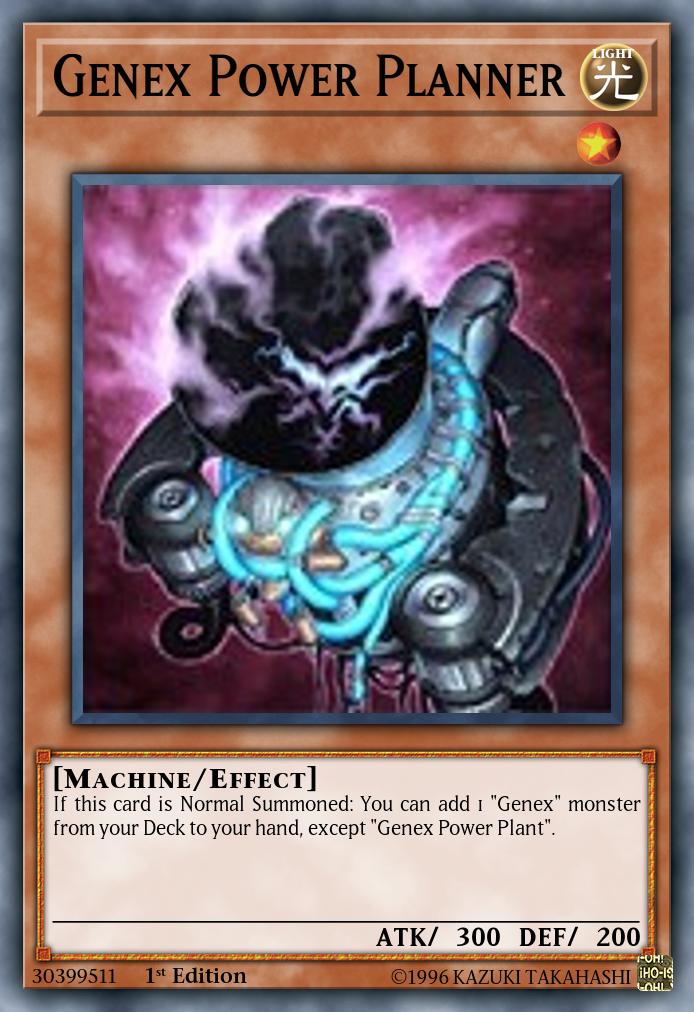 Genex Power Planner
LIGHT
光
[Machine/Effect]
If this card is Normal Summoned: You can add 1 "Genex" monster
from your Deck to your hand, except "Genex Power Plant".
ATK/ 300 DEF/ 200
30399511 1st Edition ©1996 KAZUKI TAKAHASHI